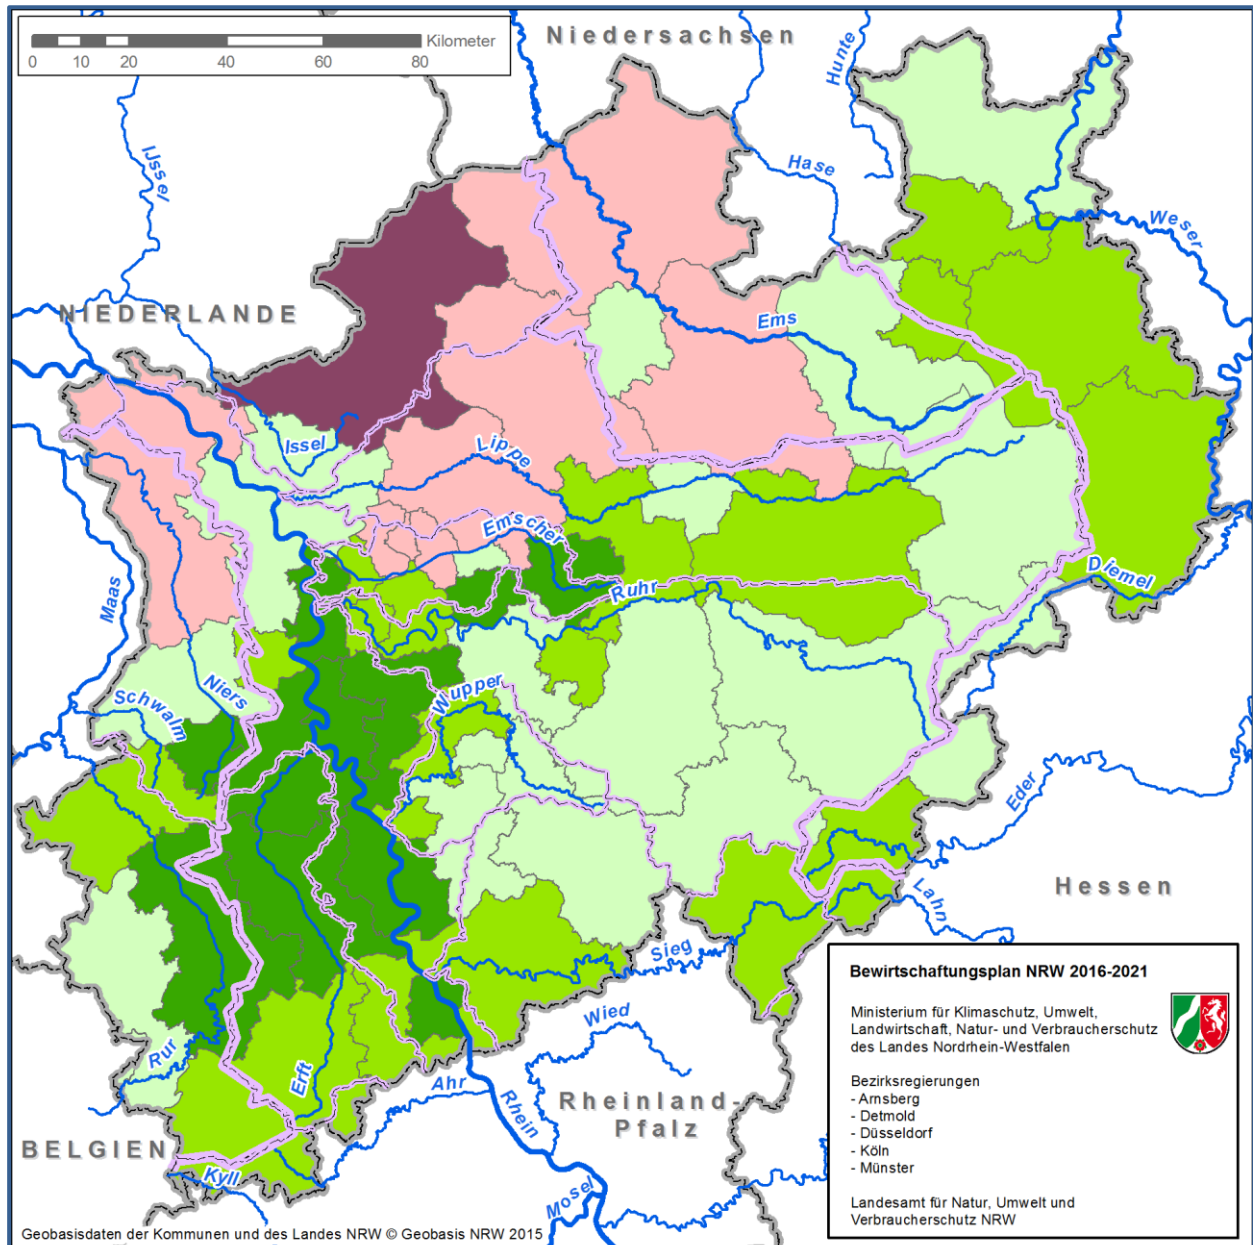 Niedersachsen
Kilometer
0 10 20 40 60 80
Hunte
IJssel
Hase
Weser
NIEDERLANDE
Ems
Issel
Lippe
Emscher
Maas
Ruhr
Diemel
Niers
Schwalm
Wupper
Eder
Hessen
Lahn
Sieg
Rur
Erft
Wied
Ahr
Rhein
Rheinland-
Pfalz
BELGIEN
Kyll
Mosel
Bewirtschaftungsplan NRW 2016-2021
Ministerium für Klimaschutz, Umwelt,
Landwirtschaft, Natur- und Verbraucherschutz
des Landes Nordrhein-Westfalen
Bezirksregierungen
- Arnsberg
- Detmold
- Düsseldorf
- Köln
- Münster
Landesamt für Natur, Umwelt und
Verbraucherschutz NRW
Geobasisdaten der Kommunen und des Landes NRW © Geobasis NRW 2015